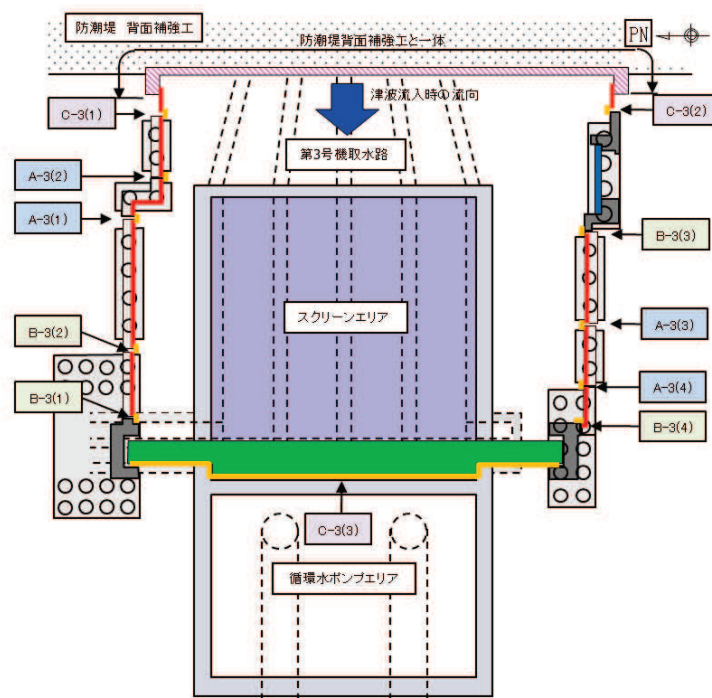 防潮堤 背面補強工
防潮堤背面補強工と一体
PN
津波流入時の流向
C-3(1)
C-3(2)
第3号機取水路
A-3(2)
A-3(1)
B-3(3)
スクリーンエリア
A-3(3)
B-3(2)
A-3(4)
B-3(1)
B-3(4)
C-3(3)
循環水ポンプエリア